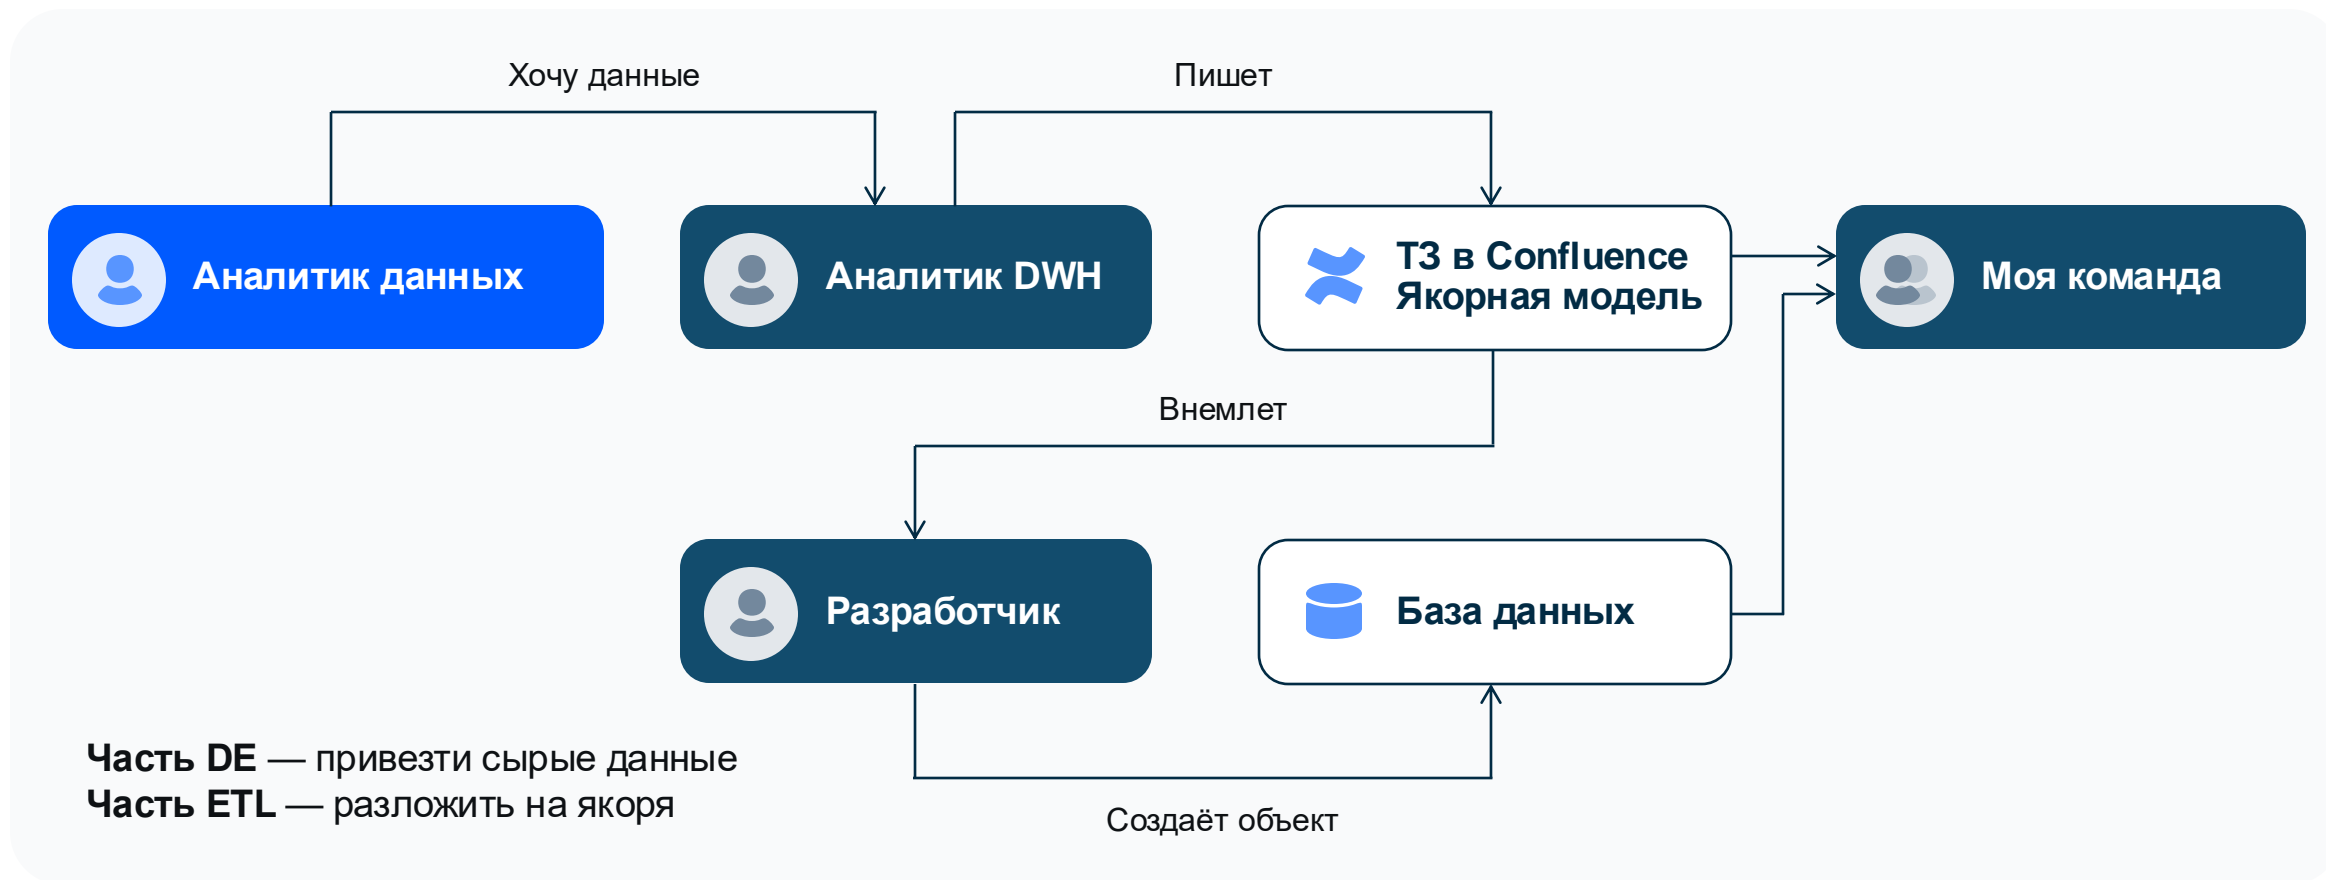 Хочу данные
Пишет
Аналитик данных
Аналитик DWH
ТЗ в Confluence
Якорная модель
Моя команда
Внемлет
Разработчик
База данных
Часть DE — привезти сырые данные
Часть ETL — разложить на якоря
Создаёт объект